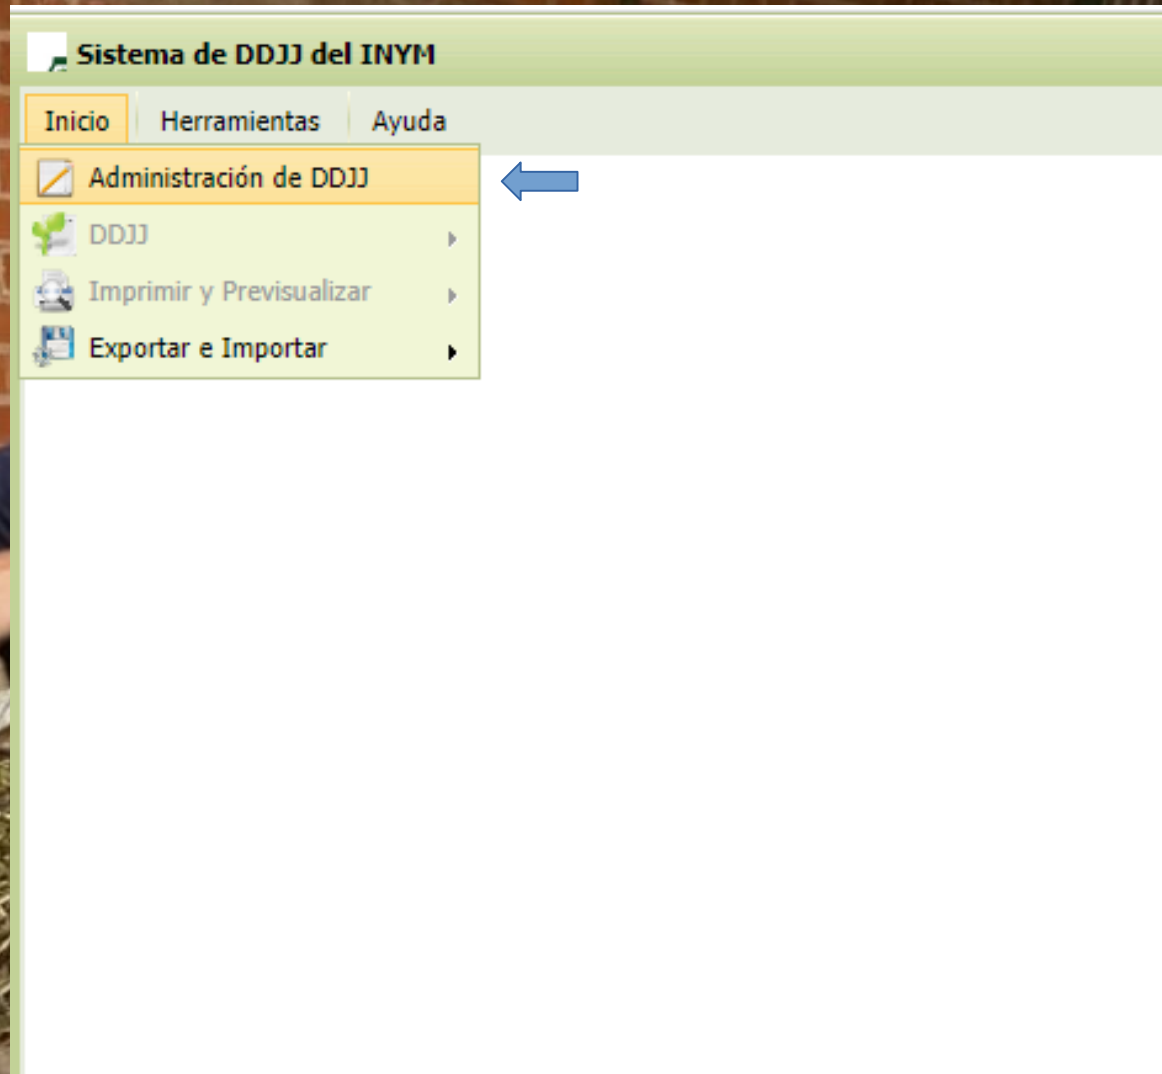 Sistema de DDJJ del INYM
Inicio Herramientas Ayuda
Administración de DDJJ
DDJJ
Imprimir y Previsualizar
Exportar e Importar